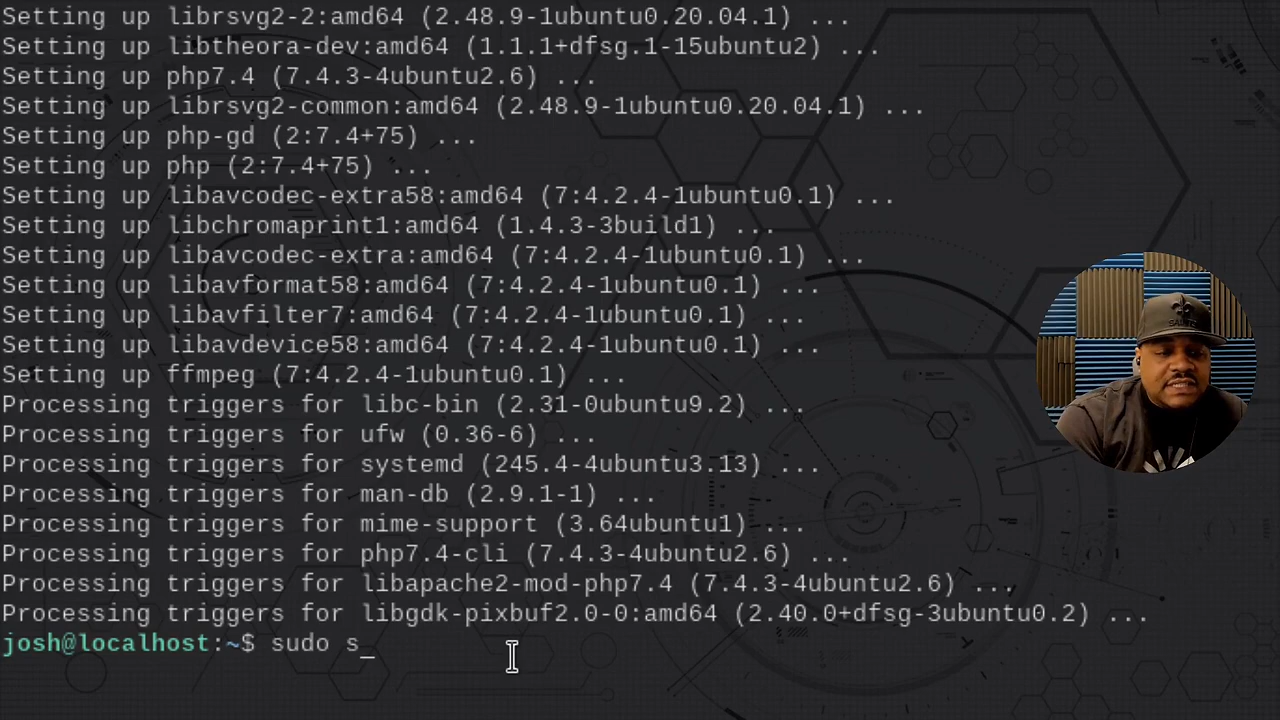 Setting up librsvg2-2:amd64 (2.48.9-1ubuntu0.20.04.1) ...
Setting up libtheora-dev:amd64 (1.1.1+dfsg.1-15ubuntu2) ...
Setting up php7.4 (7.4.3-4ubuntu2.6) ...
Setting up librsvg2-common:amd64 (2.48.9-1ubuntu0.20.04.1) ...
Setting up php-gd (2:7.4+75) ...
Setting up php (2:7.4+75) ...
Setting up libavcodec-extra58:amd64 (7:4.2.4-1ubuntu0.1) ...
Setting up libchromaprint1:amd64 (1.4.3-3build1) ...
Setting up libavcodec-extra:amd64 (7:4.2.4-1ubuntu0.1) ...
Setting up libavformat58:amd64 (7:4.2.4-1ubuntu0.1) ...
Setting up libavfilter7:amd64 (7:4.2.4-1ubuntu0.1) ...
Setting up libavdevice58:amd64 (7:4.2.4-1ubuntu0.1) ...
Setting up ffmpeg (7:4.2.4-1ubuntu0.1) ...
Processing triggers for libc-bin (2.31-0ubuntu9.2) ...
Processing triggers for ufw (0.36-6) ...
Processing triggers for systemd (245.4-4ubuntu3.13) ...
Processing triggers for man-db (2.9.1-1) ...
Processing triggers for mime-support (3.64ubuntu1) ...
Processing triggers for php7.4-cli (7.4.3-4ubuntu2.6) ...
Processing triggers for libapache2-mod-php7.4 (7.4.3-4ubuntu2.6) ...
Processing triggers for libgdk-pixbuf2.0-0:amd64 (2.40.0+dfsg-3ubuntu0.2) ...
josh@localhost:~$ sudo s_